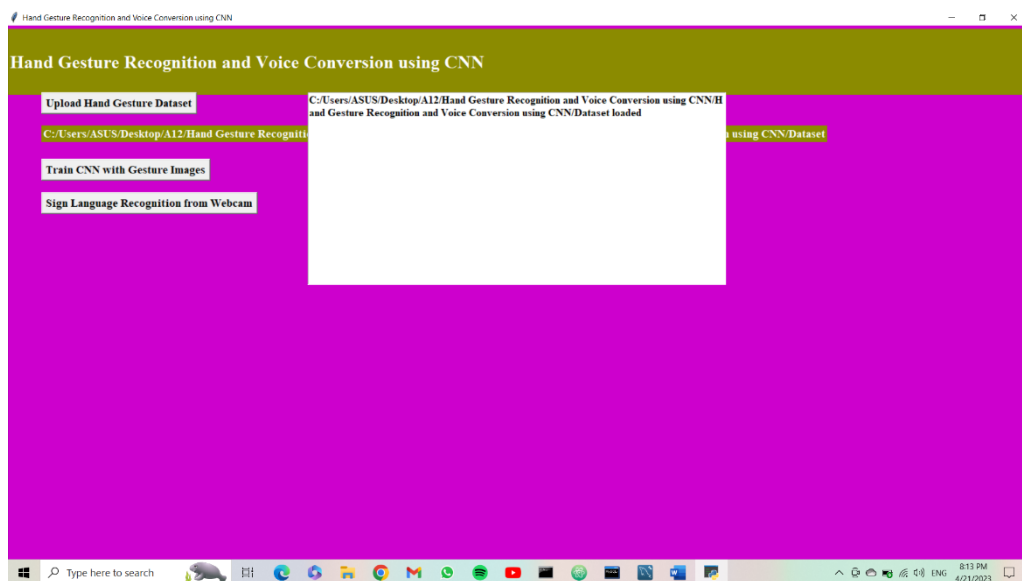 Hand Gesture Recognition and Voice Conversion using CNN
Hand Gesture Recognition and Voice Conversion using CNN
Upload Hand Gesture Dataset
C:/Users/ASUS/Desktop/A12/Hand Gesture Recognition and Voice Conversion using CNN/H
and Gesture Recognition and Voice Conversion using CNN/Dataset loaded
C:/Users/ASUS/Desktop/A12/Hand Gesture Recogniti
using CNN/Dataset
Train CNN with Gesture Images
Sign Language Recognition from Webcam
Type here to search
ENG
8:13 PM
4/21/2023